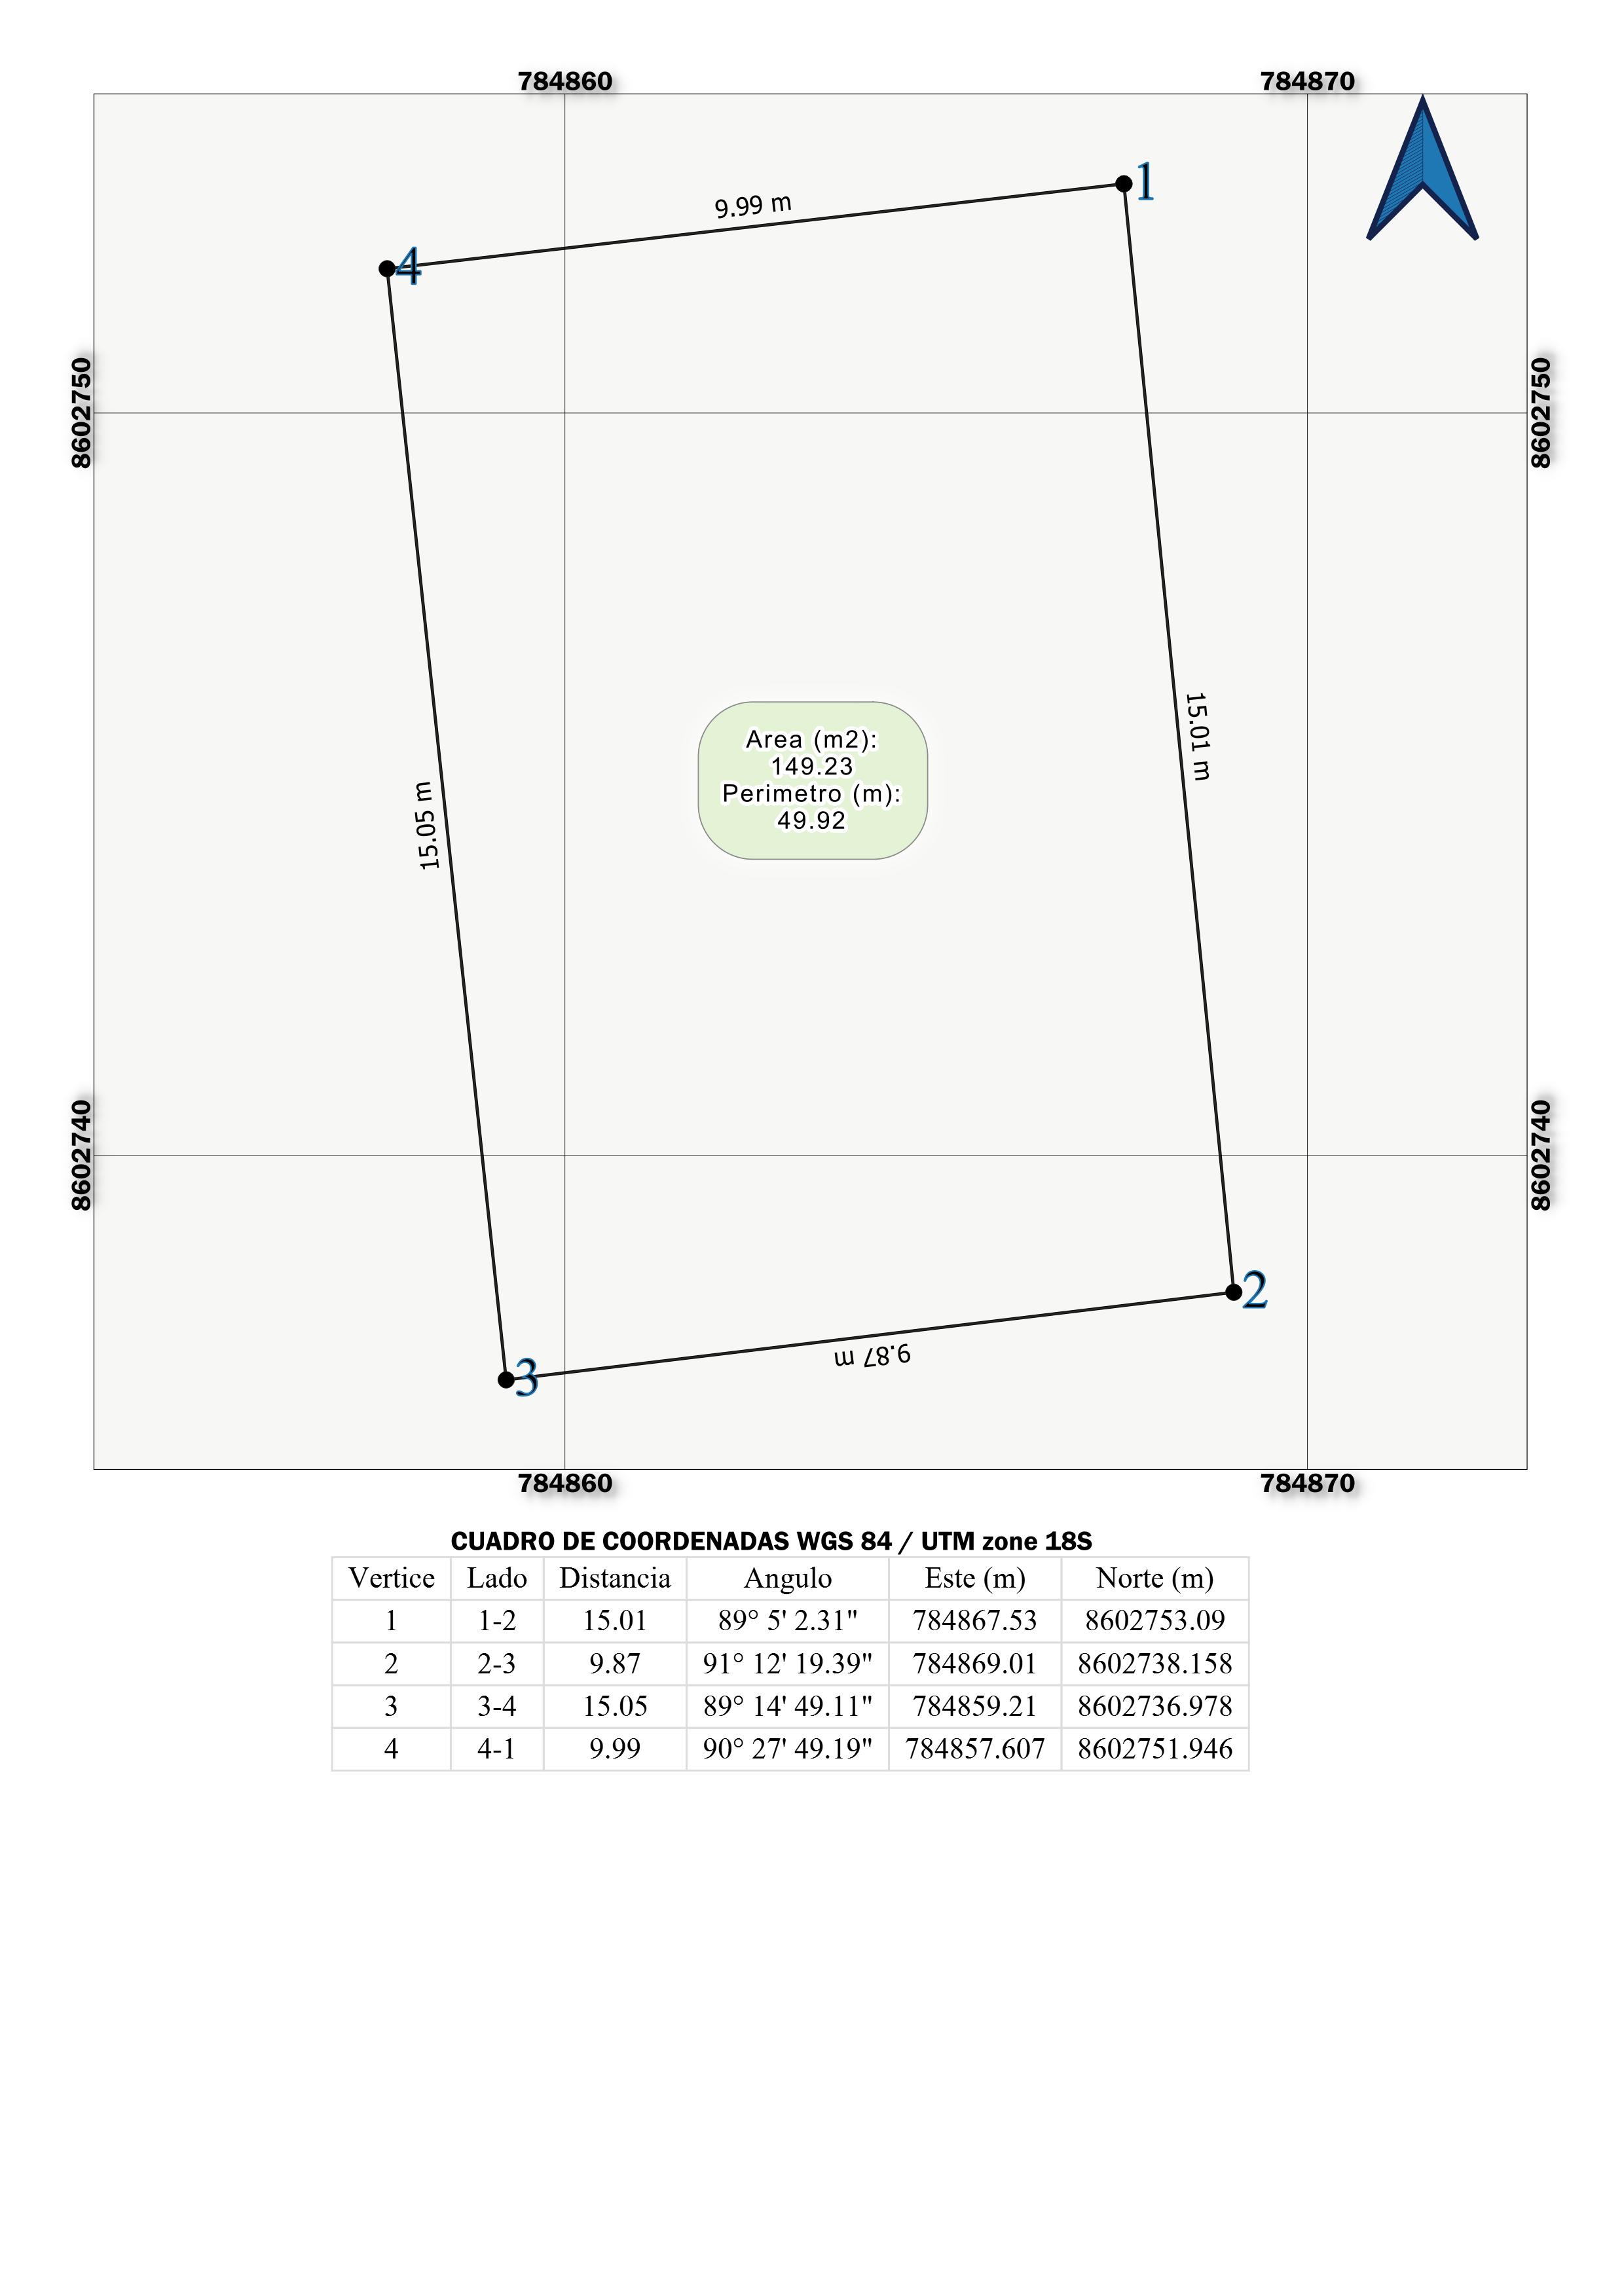 784860 784870
1
9.99 m
4
8602750 8602750
15.01 m
Area (m2):
149.23
Perimetro (m):
49.92
15.05 m
8602740 8602740
2
9.87 m
3
784860 784870
CUADRO DE COORDENADAS WGS 84 / UTM zone 18S
Vertice Lado Distancia Angulo Este (m) Norte (m)
1 1-2 15.01 89° 5' 2.31" 784867.53 8602753.09
2 2-3 9.87 91° 12' 19.39" 784869.01 8602738.158
3 3-4 15.05 89° 14' 49.11" 784859.21 8602736.978
4 4-1 9.99 90° 27' 49.19" 784857.607 8602751.946